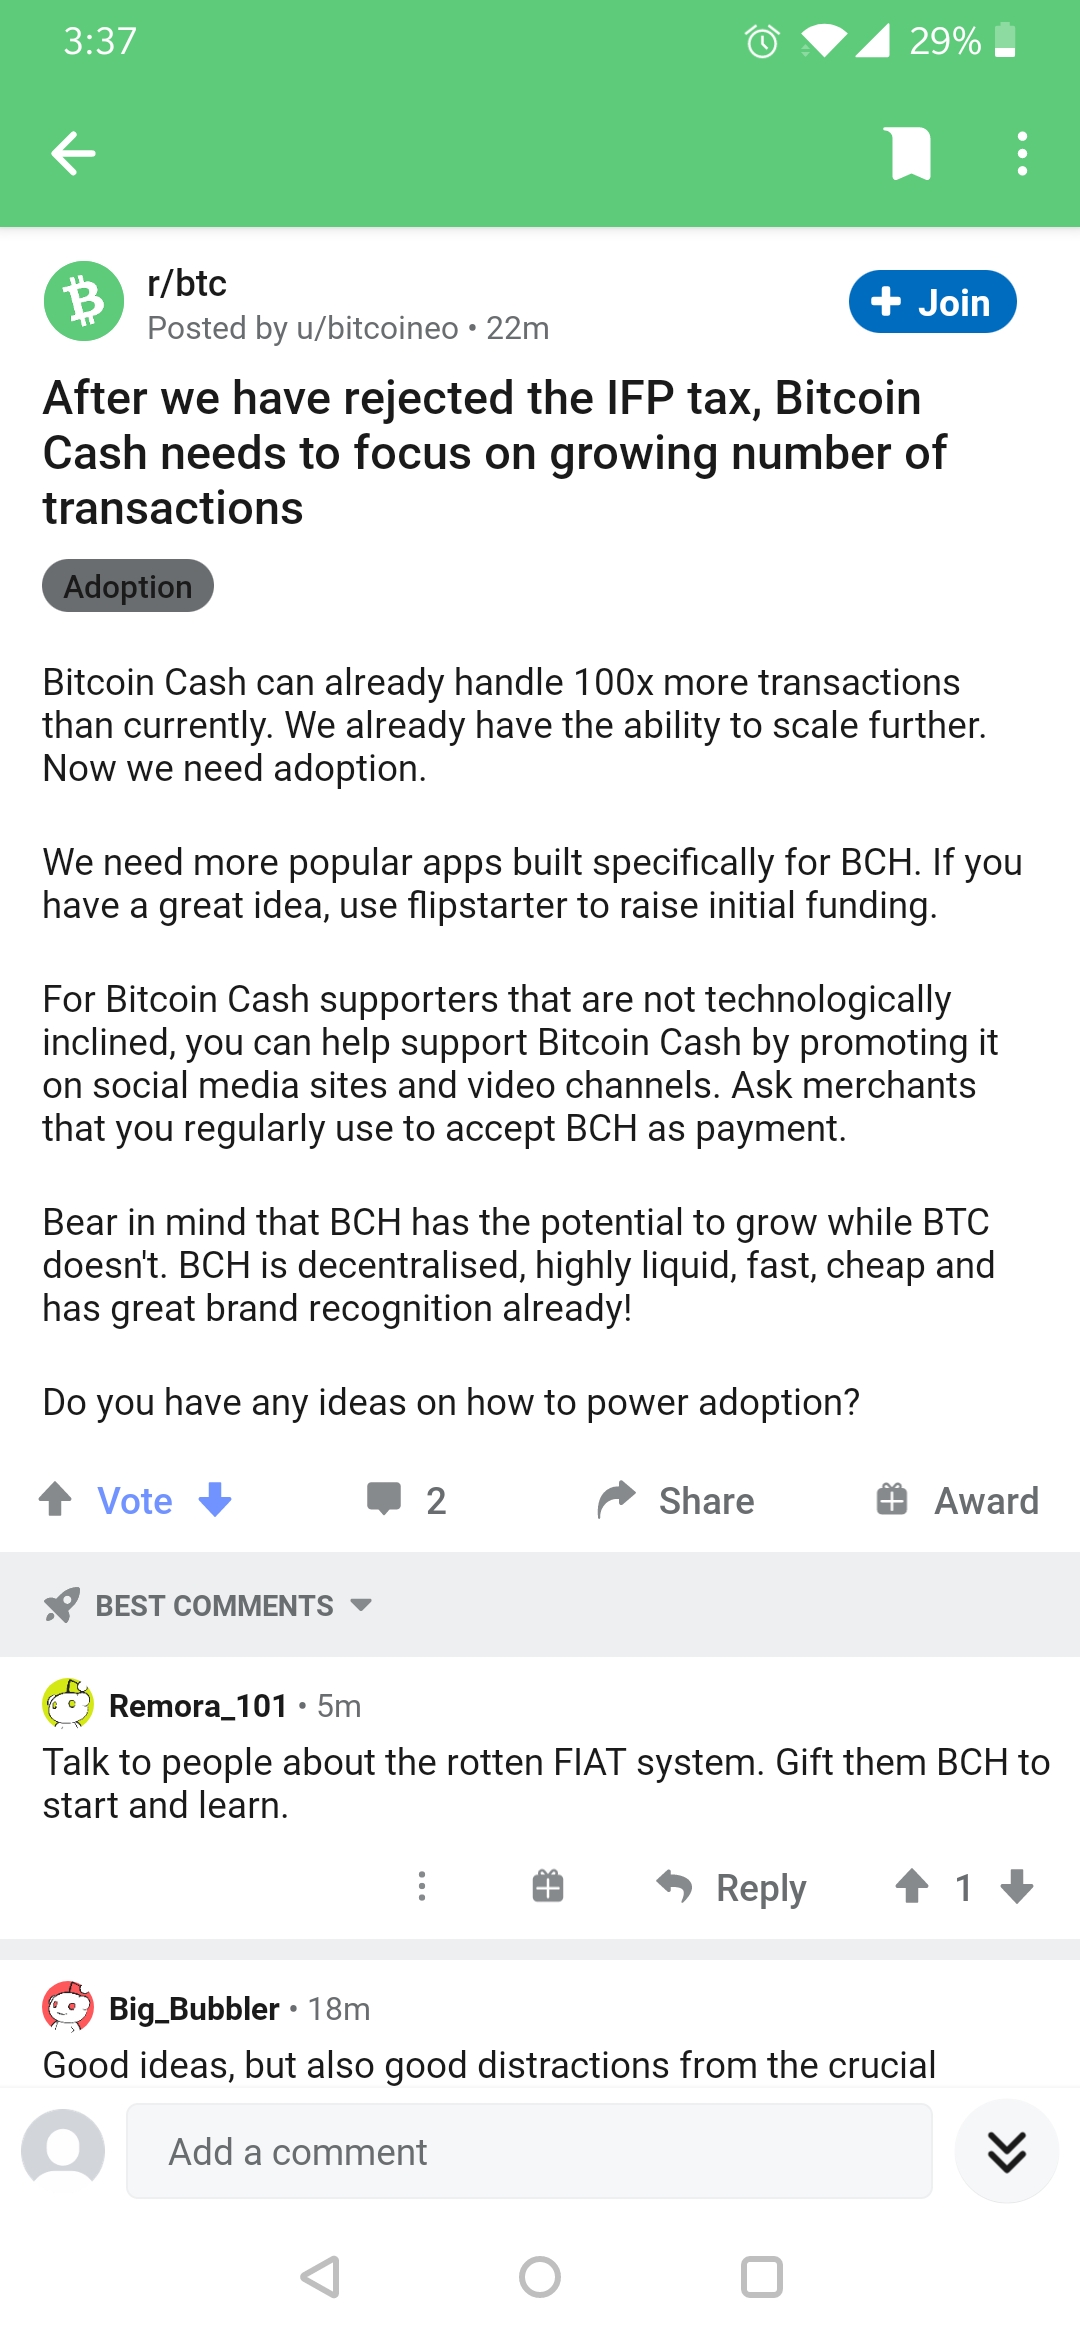 3:37
29%
r/btc
Posted by u/bitcoineo • 22m
+ Join
After we have rejected the IFP tax, Bitcoin
Cash needs to focus on growing number of
transactions
Adoption
Bitcoin Cash can already handle 100x more transactions
than currently. We already have the ability to scale further.
Now we need adoption.
We need more popular apps built specifically for BCH. If you
have a great idea, use flipstarter to raise initial funding.
For Bitcoin Cash supporters that are not technologically
inclined, you can help support Bitcoin Cash by promoting it
on social media sites and video channels. Ask merchants
that you regularly use to accept BCH as payment.
Bear in mind that BCH has the potential to grow while BTC
doesn't. BCH is decentralised, highly liquid, fast, cheap and
has great brand recognition already!
Do you have any ideas on how to power adoption?
Vote 2 Share Award
BEST COMMENTS
Remora_101 • 5m
Talk to people about the rotten FIAT system. Gift them BCH to
start and learn.
Reply 1
Big_Bubbler • 18m
Good ideas, but also good distractions from the crucial
Add a comment